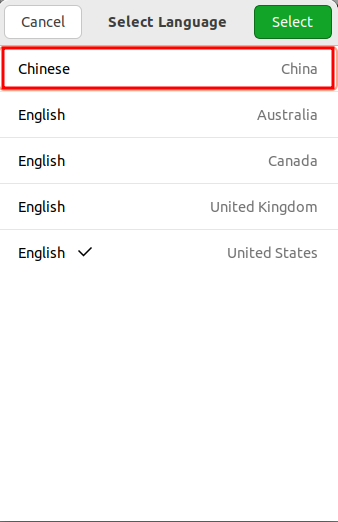 Cancel Select Language Select
Chinese China
English Australia
English Canada
English United Kingdom
English United States